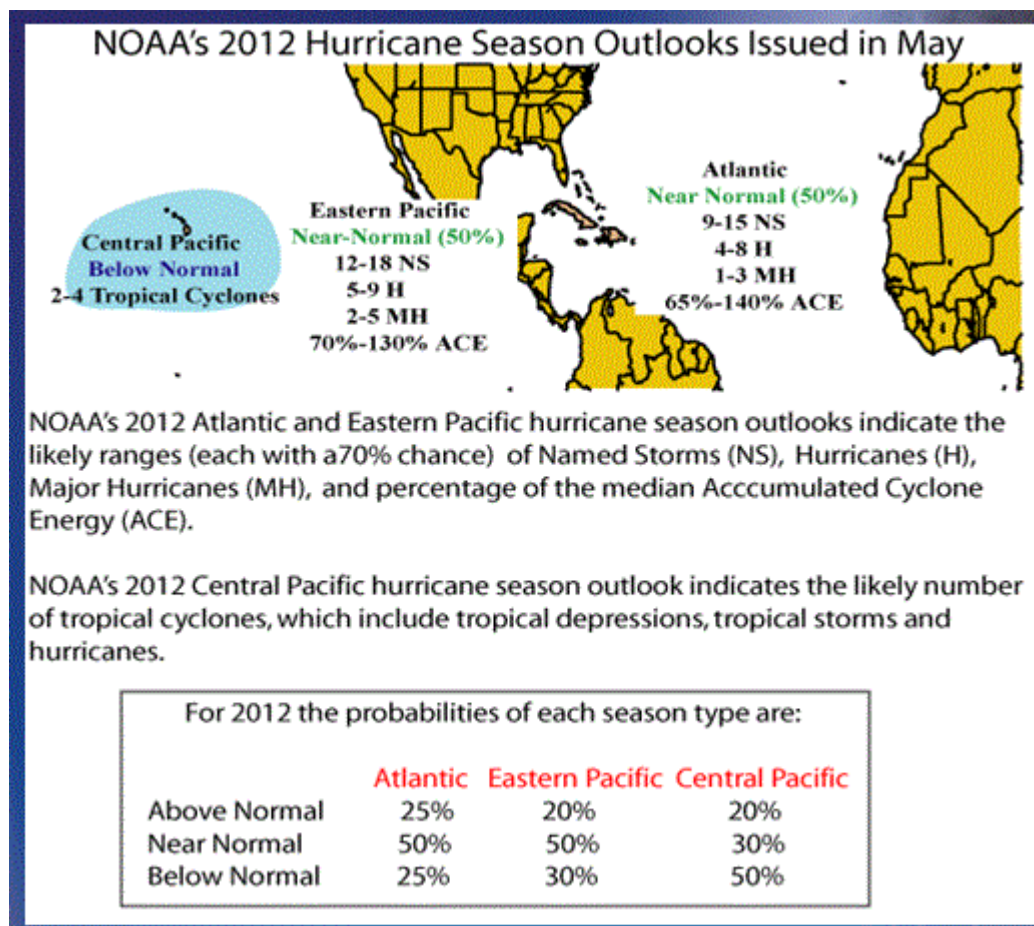 NOAA's 2012 Hurricane Season Outlooks Issued in May
Central Pacific
Below Normal
2-4 Tropical Cyclones
Eastern Pacific
Near-Normal (50%)
12-18 NS
5-9 H
2-5 MH
70%-130% ACE
Atlantic
Near Normal (50%)
9-15 NS
4-8 H
1-3 MH
65%-140% ACE
NOAA's 2012 Atlantic and Eastern Pacific hurricane season outlooks indicate the
likely ranges (each with a70% chance) of Named Storms (NS), Hurricanes (H),
Major Hurricanes (MH), and percentage of the median Acccumulated Cyclone
Energy (ACE).
NOAA's 2012 Central Pacific hurricane season outlook indicates the likely number
of tropical cyclones, which include tropical depressions, tropical storms and
hurricanes.
For 2012 the probabilities of each season type are:
Atlantic Eastern Pacific Central Pacific
Above Normal 25% 20% 20%
Near Normal 50% 50% 30%
Below Normal 25% 30% 50%